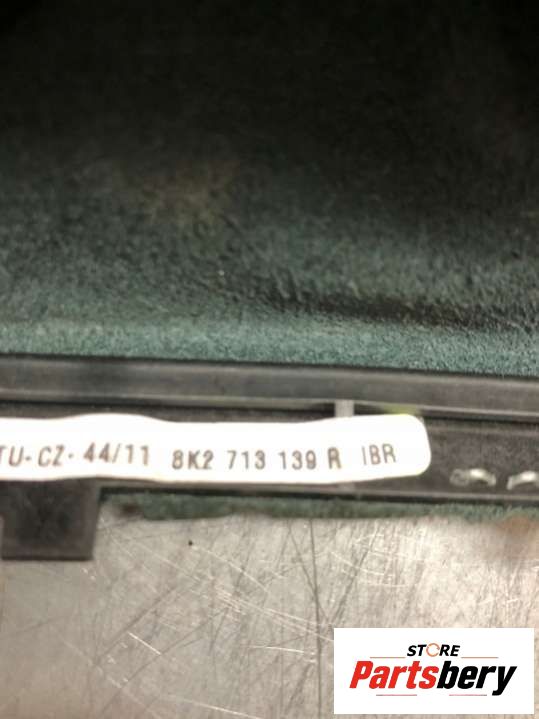 TU-CZ- 44/11 8K2 713 139 R IBR
STORE
Partsbery